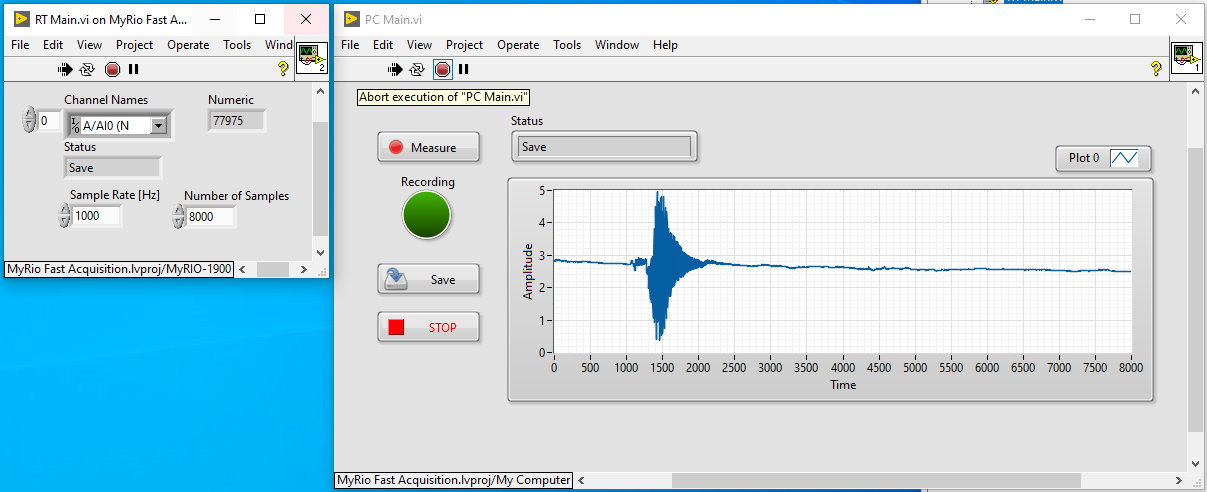 RT Main.vi on MyRio Fast A...
File Edit View Project Operate Tools Wind
2
Channel Names
Numeric
0
A/AI0 (N
77975
Status
Save
Sample Rate [Hz]
Number of Samples
1000
8000
MyRio Fast Acquisition.lvproj/MyRIO-1900
PC Main.vi
File Edit View Project Operate Tools Window Help
1
Abort execution of "PC Main.vi"
Status
Measure
Save
Plot 0
Recording
Save
STOP
Amplitude
5
4
3
2
1
0
0 500 1000 1500 2000 2500 3000 3500 4000 4500 5000 5500 6000 6500 7000 7500 8000
Time
MyRio Fast Acquisition.lvproj/My Computer